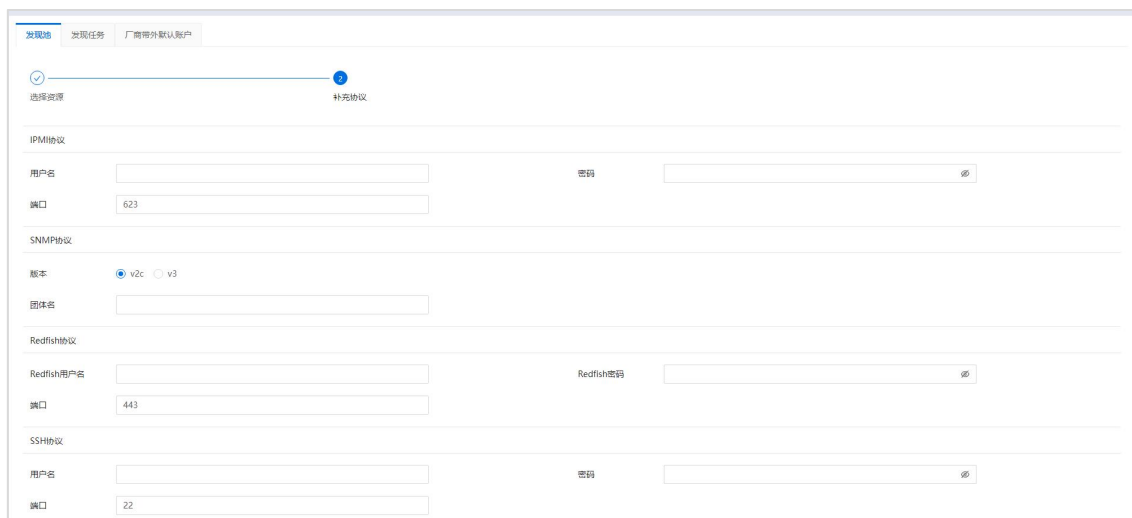 发现池 发现任务 厂商带外默认账户
2
选择资源 补充协议
IPMI协议
用户名 密码
端口 623
SNMP协议
版本 v2c v3
团体名
Redfish协议
Redfish用户名 Redfish密码
端口 443
SSH协议
用户名 密码
端口 22